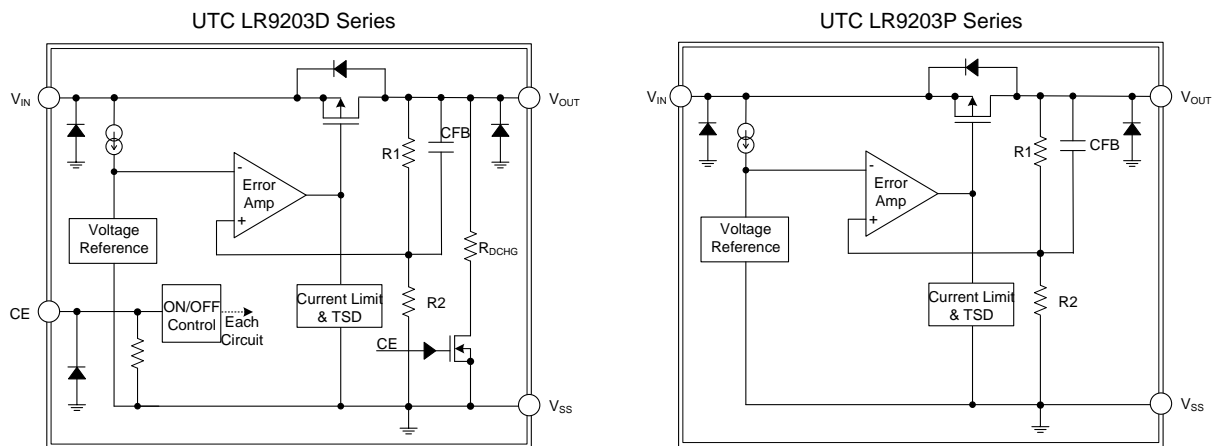 UTC LR9203D Series
VIN
VOUT
CFB
R1
-
Error
Amp
+
Voltage
Reference
RDCHG
CE
ON/OFF
Control
Each
Circuit
Current Limit
& TSD
R2
CE
VSS
UTC LR9203P Series
VIN
VOUT
R1
CFB
-
Error
Amp
+
Voltage
Reference
Current Limit
& TSD
R2
VSS